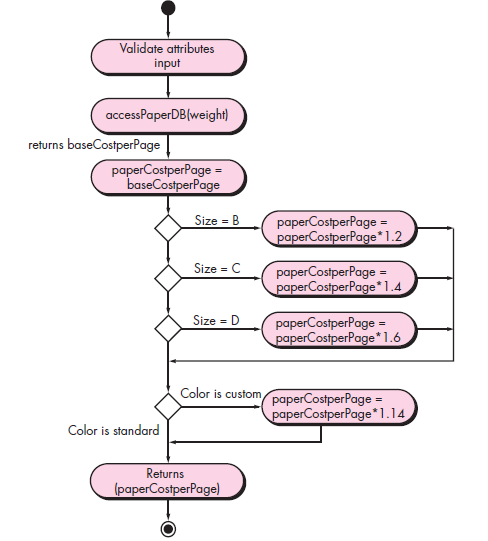 Validate attributes
input
accessPaperDB(weight)
returns baseCostperPage
paperCostperPage =
baseCostperPage
Size = B
paperCostperPage =
paperCostperPage*1.2
Size = C
paperCostperPage =
paperCostperPage*1.4
Size = D
paperCostperPage =
paperCostperPage*1.6
Color is custom
paperCostperPage =
paperCostperPage*1.14
Color is standard
Returns
(paperCostperPage)